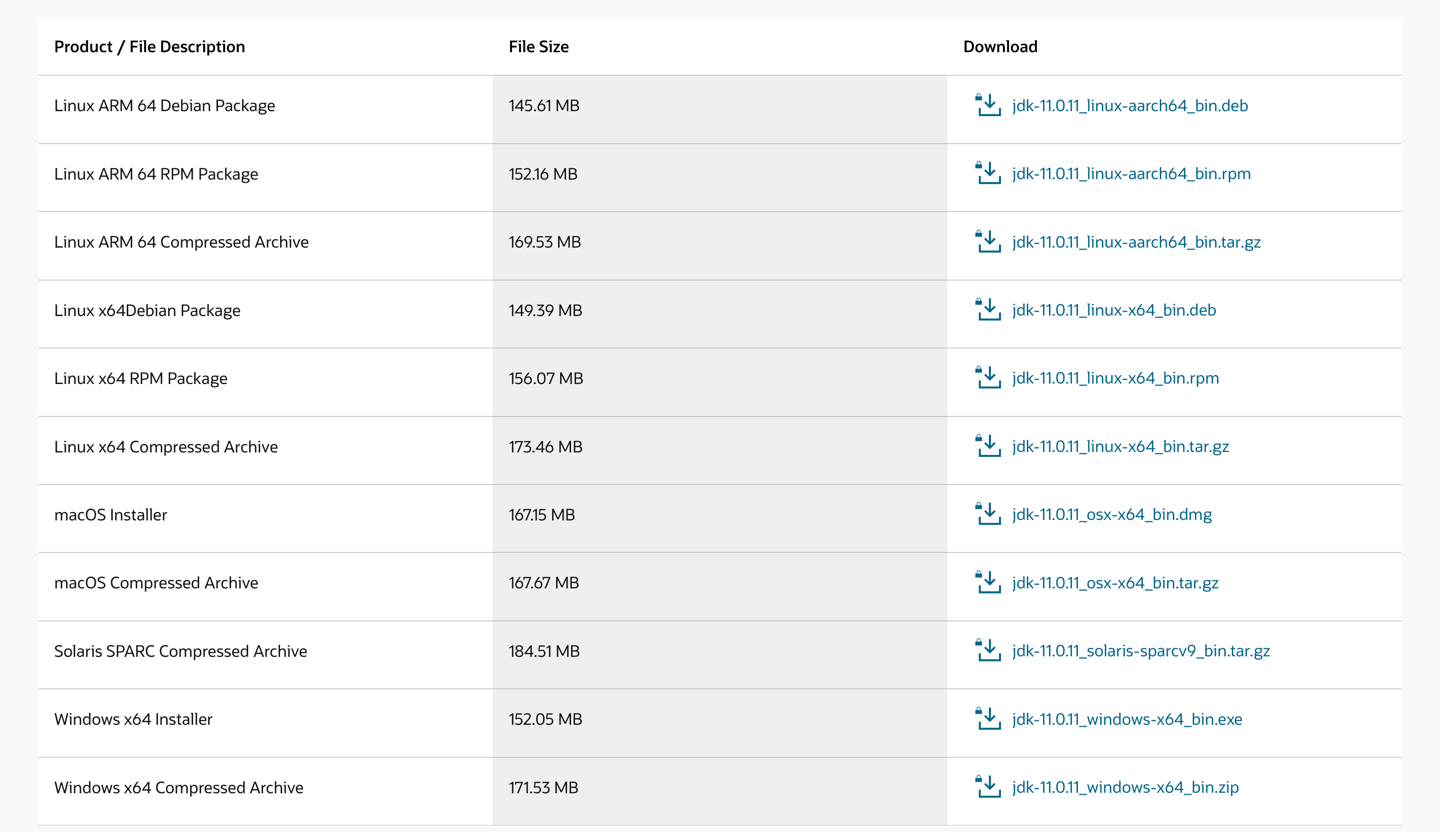 Product / File Description File Size Download
Linux ARM 64 Debian Package 145.61 MB jdk-11.0.11_linux-aarch64_bin.deb
Linux ARM 64 RPM Package 152.16 MB jdk-11.0.11_linux-aarch64_bin.rpm
Linux ARM 64 Compressed Archive 169.53 MB jdk-11.0.11_linux-aarch64_bin.tar.gz
Linux x64Debian Package 149.39 MB jdk-11.0.11_linux-x64_bin.deb
Linux x64 RPM Package 156.07 MB jdk-11.0.11_linux-x64_bin.rpm
Linux x64 Compressed Archive 173.46 MB jdk-11.0.11_linux-x64_bin.tar.gz
macOS Installer 167.15 MB jdk-11.0.11_osx-x64_bin.dmg
macOS Compressed Archive 167.67 MB jdk-11.0.11_osx-x64_bin.tar.gz
Solaris SPARC Compressed Archive 184.51 MB jdk-11.0.11_solaris-sparcv9_bin.tar.gz
Windows x64 Installer 152.05 MB jdk-11.0.11_windows-x64_bin.exe
Windows x64 Compressed Archive 171.53 MB jdk-11.0.11_windows-x64_bin.zip